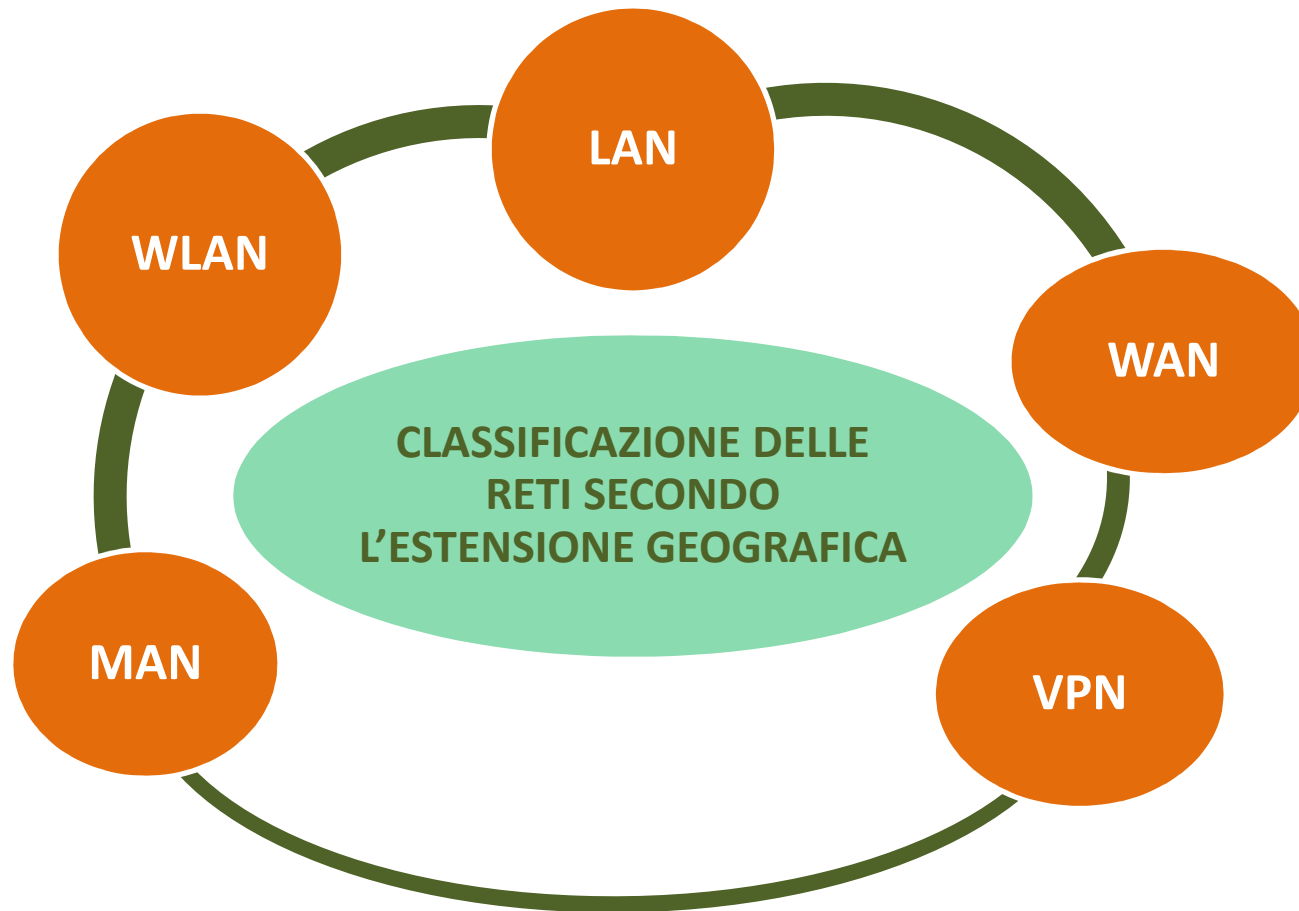 LAN
WLAN
WAN
CLASSIFICAZIONE DELLE
RETI SECONDO
L’ESTENSIONE GEOGRAFICA
MAN
VPN